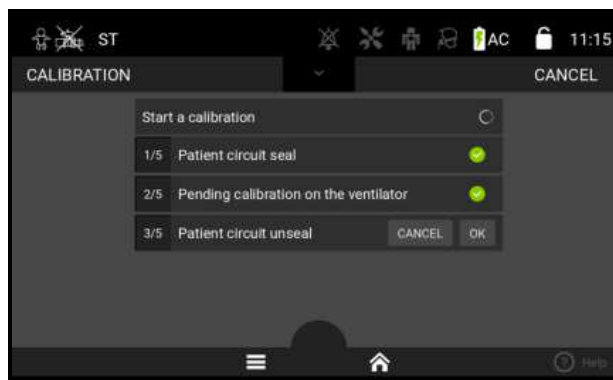 ST AC 11:15
CALIBRATION CANCEL
Start a calibration
1/5 Patient circuit seal
2/5 Pending calibration on the ventilator
3/5 Patient circuit unseal CANCEL OK
Help